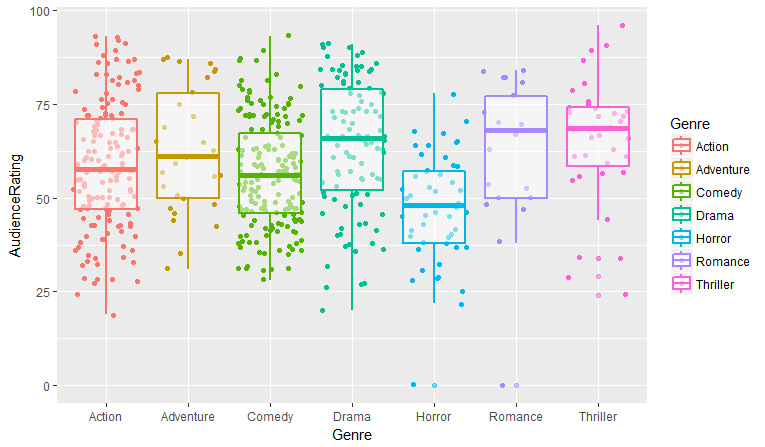 100
75
50
25
0
AudienceRating
Action Adventure Comedy Drama Horror Romance Thriller
Genre
Genre
Action
Adventure
Comedy
Drama
Horror
Romance
Thriller